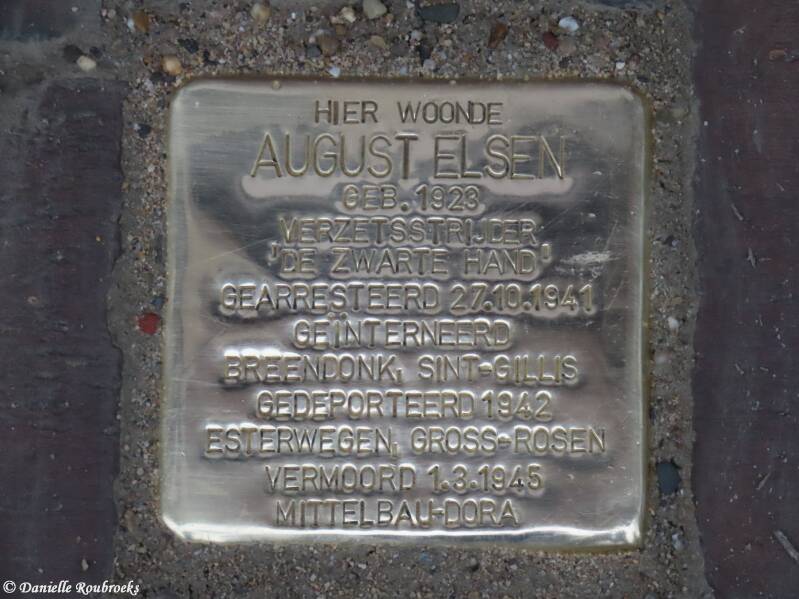 HIER WOONDE
AUGUST ELSEN
GEB. 1923
VERZETSSTRIJDER
'DE ZWARTE HAND'
GEARRESTEERD 27.10.1941
GEÏNTERNEERD
BREENDONK, SINT-GILLIS
GEDEPORTEERD 1942
ESTERWEGEN, GROSS-ROSEN
VERMOORD 1.3.1945
MITTELBAU-DORA
© Danielle Roubroeks